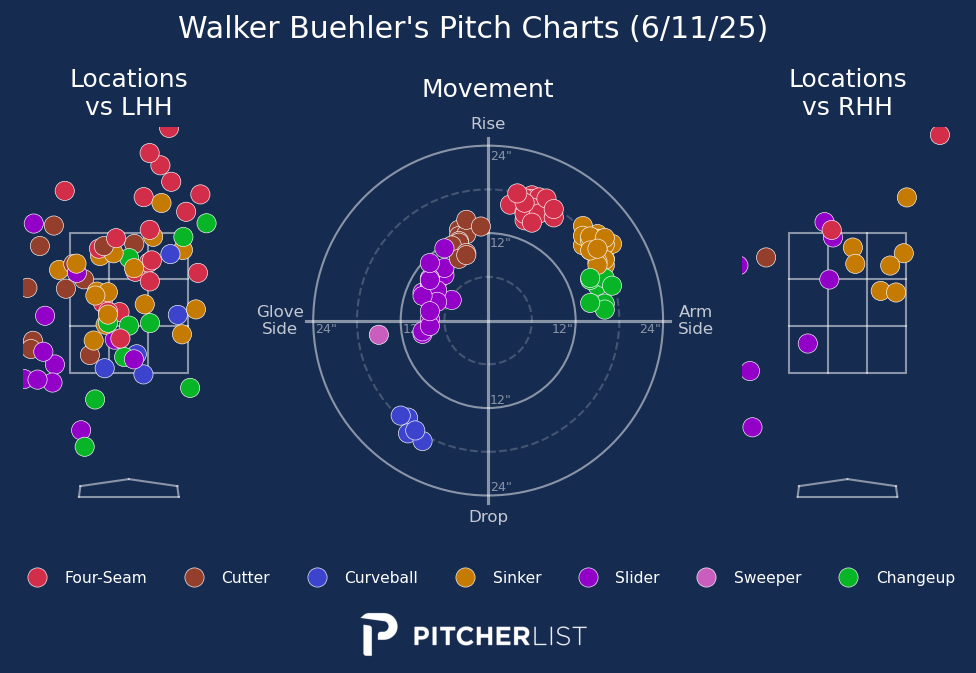 Walker Buehler's Pitch Charts (6/11/25)
Locations
vs LHH
Movement
Locations
vs RHH
Rise
24"
12"
Glove
Side
24"
12"
24"
Arm
Side
12"
24"
Drop
Four-Seam
Cutter
Curveball
Sinker
Slider
Sweeper
Changeup
PITCHERLIST